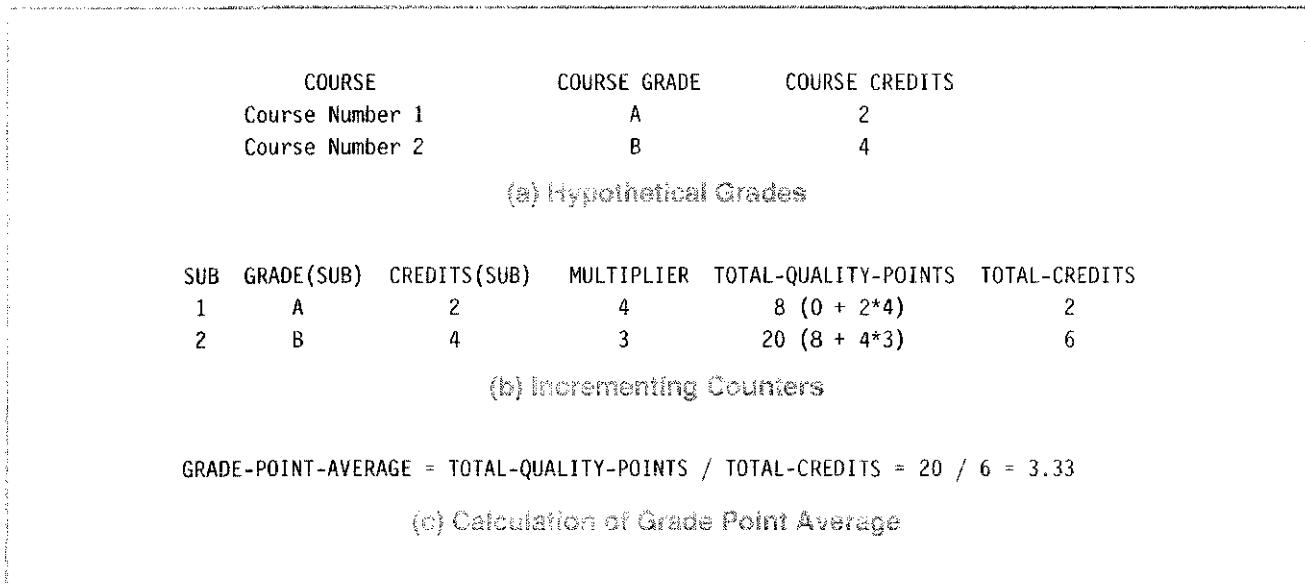 COURSE COURSE GRADE COURSE CREDITS
Course Number 1 A 2
Course Number 2 B 4
(a) Hypothetical Grades
SUB GRADE(SUB) CREDITS(SUB) MULTIPLIER TOTAL-QUALITY-POINTS TOTAL-CREDITS
1 A 2 4 8 (0 + 2*4) 2
2 B 4 3 20 (8 + 4*3) 6
(b) Incrementing Counters
GRADE-POINT-AVERAGE = TOTAL-QUALITY-POINTS / TOTAL-CREDITS = 20 / 6 = 3.33
(c) Calculation of Grade Point Average